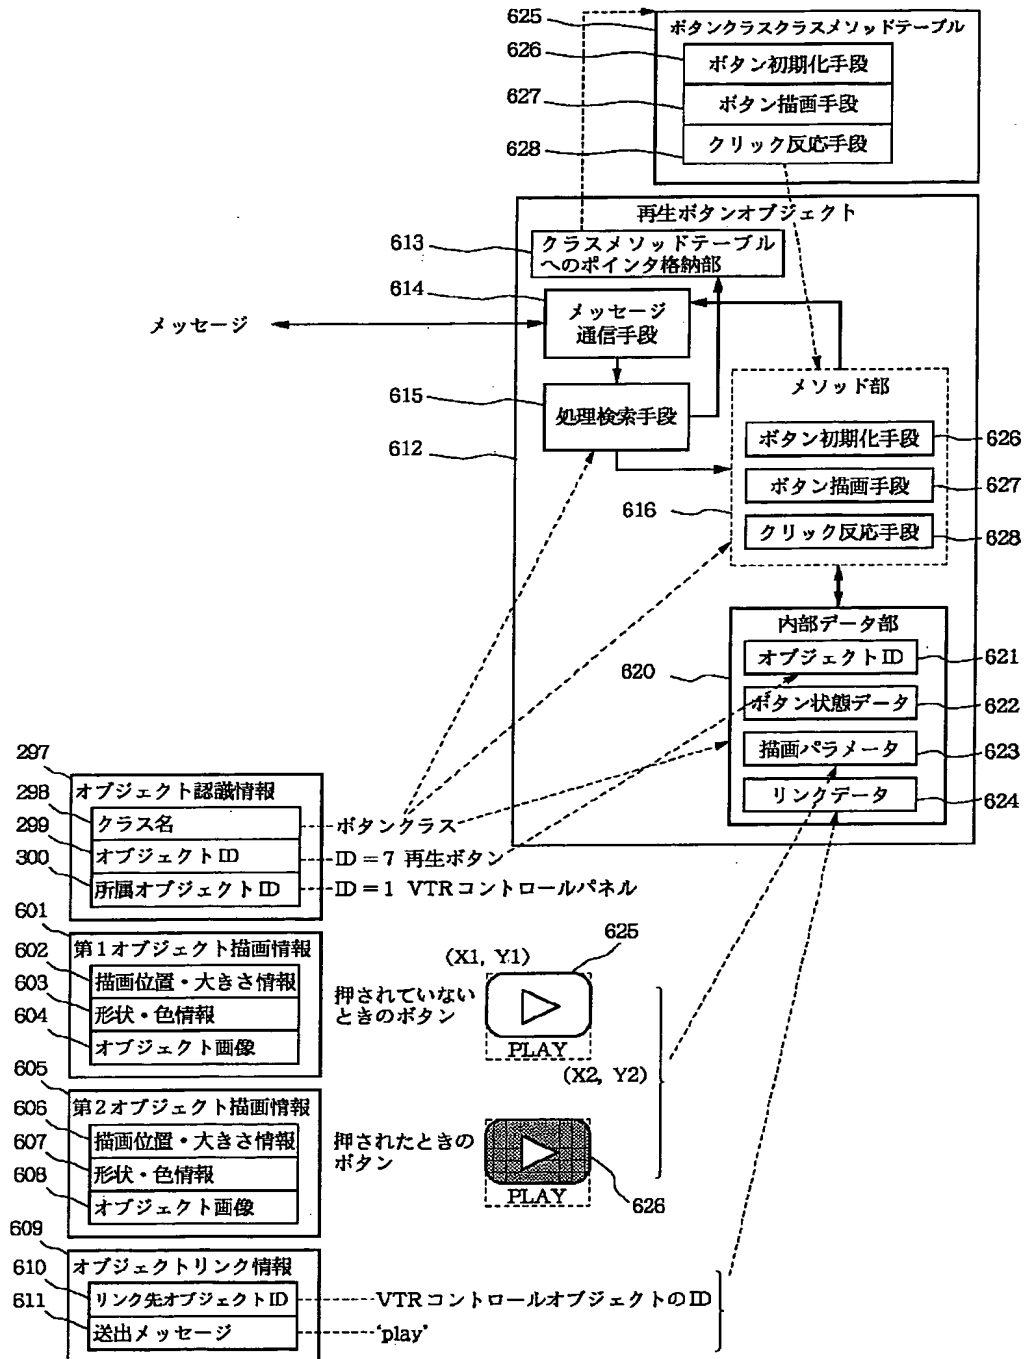 625
ボタンクラスクラスメソッドテーブル
626
ボタン初期化手段
627
ボタン描画手段
628
クリック反応手段
再生ボタンオブジェクト
613
クラスメソッドテーブル
へのポインタ格納部
614
メッセージ
通信手段
メッセージ
615
処理検索手段
612
メソッド部
ボタン初期化手段
626
ボタン描画手段
627
616
クリック反応手段
628
内部データ部
オブジェクトID
621
620
ボタン状態データ
622
描画パラメータ
623
リンクデータ
624
297
オブジェクト認識情報
298
クラス名
ボタンクラス
299
オブジェクトID
ID=7 再生ボタン
300
所属オブジェクトID
ID=1 VTRコントロールパネル
601
第1オブジェクト描画情報
602
描画位置・大きさ情報
603
形状・色情報
604
オブジェクト画像
押されていない
ときのボタン
(X1, Y1)
625
PLAY
(X2, Y2)
605
第2オブジェクト描画情報
606
描画位置・大きさ情報
607
形状・色情報
608
オブジェクト画像
押されたときの
ボタン
PLAY
626
609
オブジェクトリンク情報
610
リンク先オブジェクトID
VTRコントロールオブジェクトのID
611
送出メッセージ
‘play’